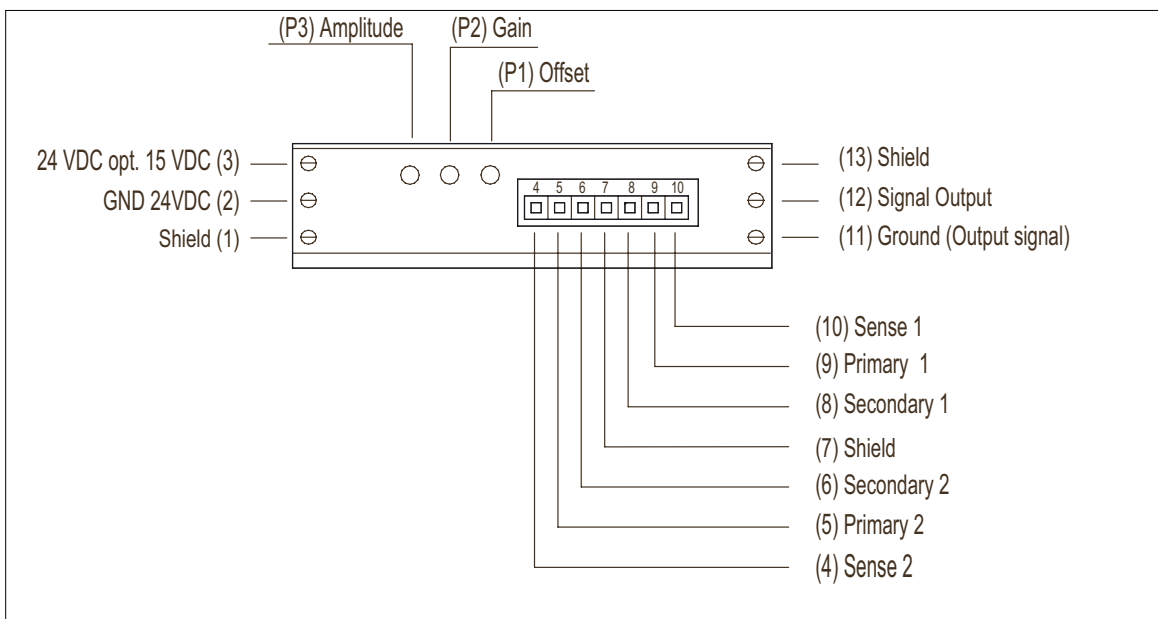 (P3) Amplitude
(P2) Gain
(P1) Offset
24 VDC opt. 15 VDC (3)
GND 24VDC (2)
Shield (1)
4 5 6 7 8 9 10
(13) Shield
(12) Signal Output
(11) Ground (Output signal)
(10) Sense 1
(9) Primary 1
(8) Secondary 1
(7) Shield
(6) Secondary 2
(5) Primary 2
(4) Sense 2